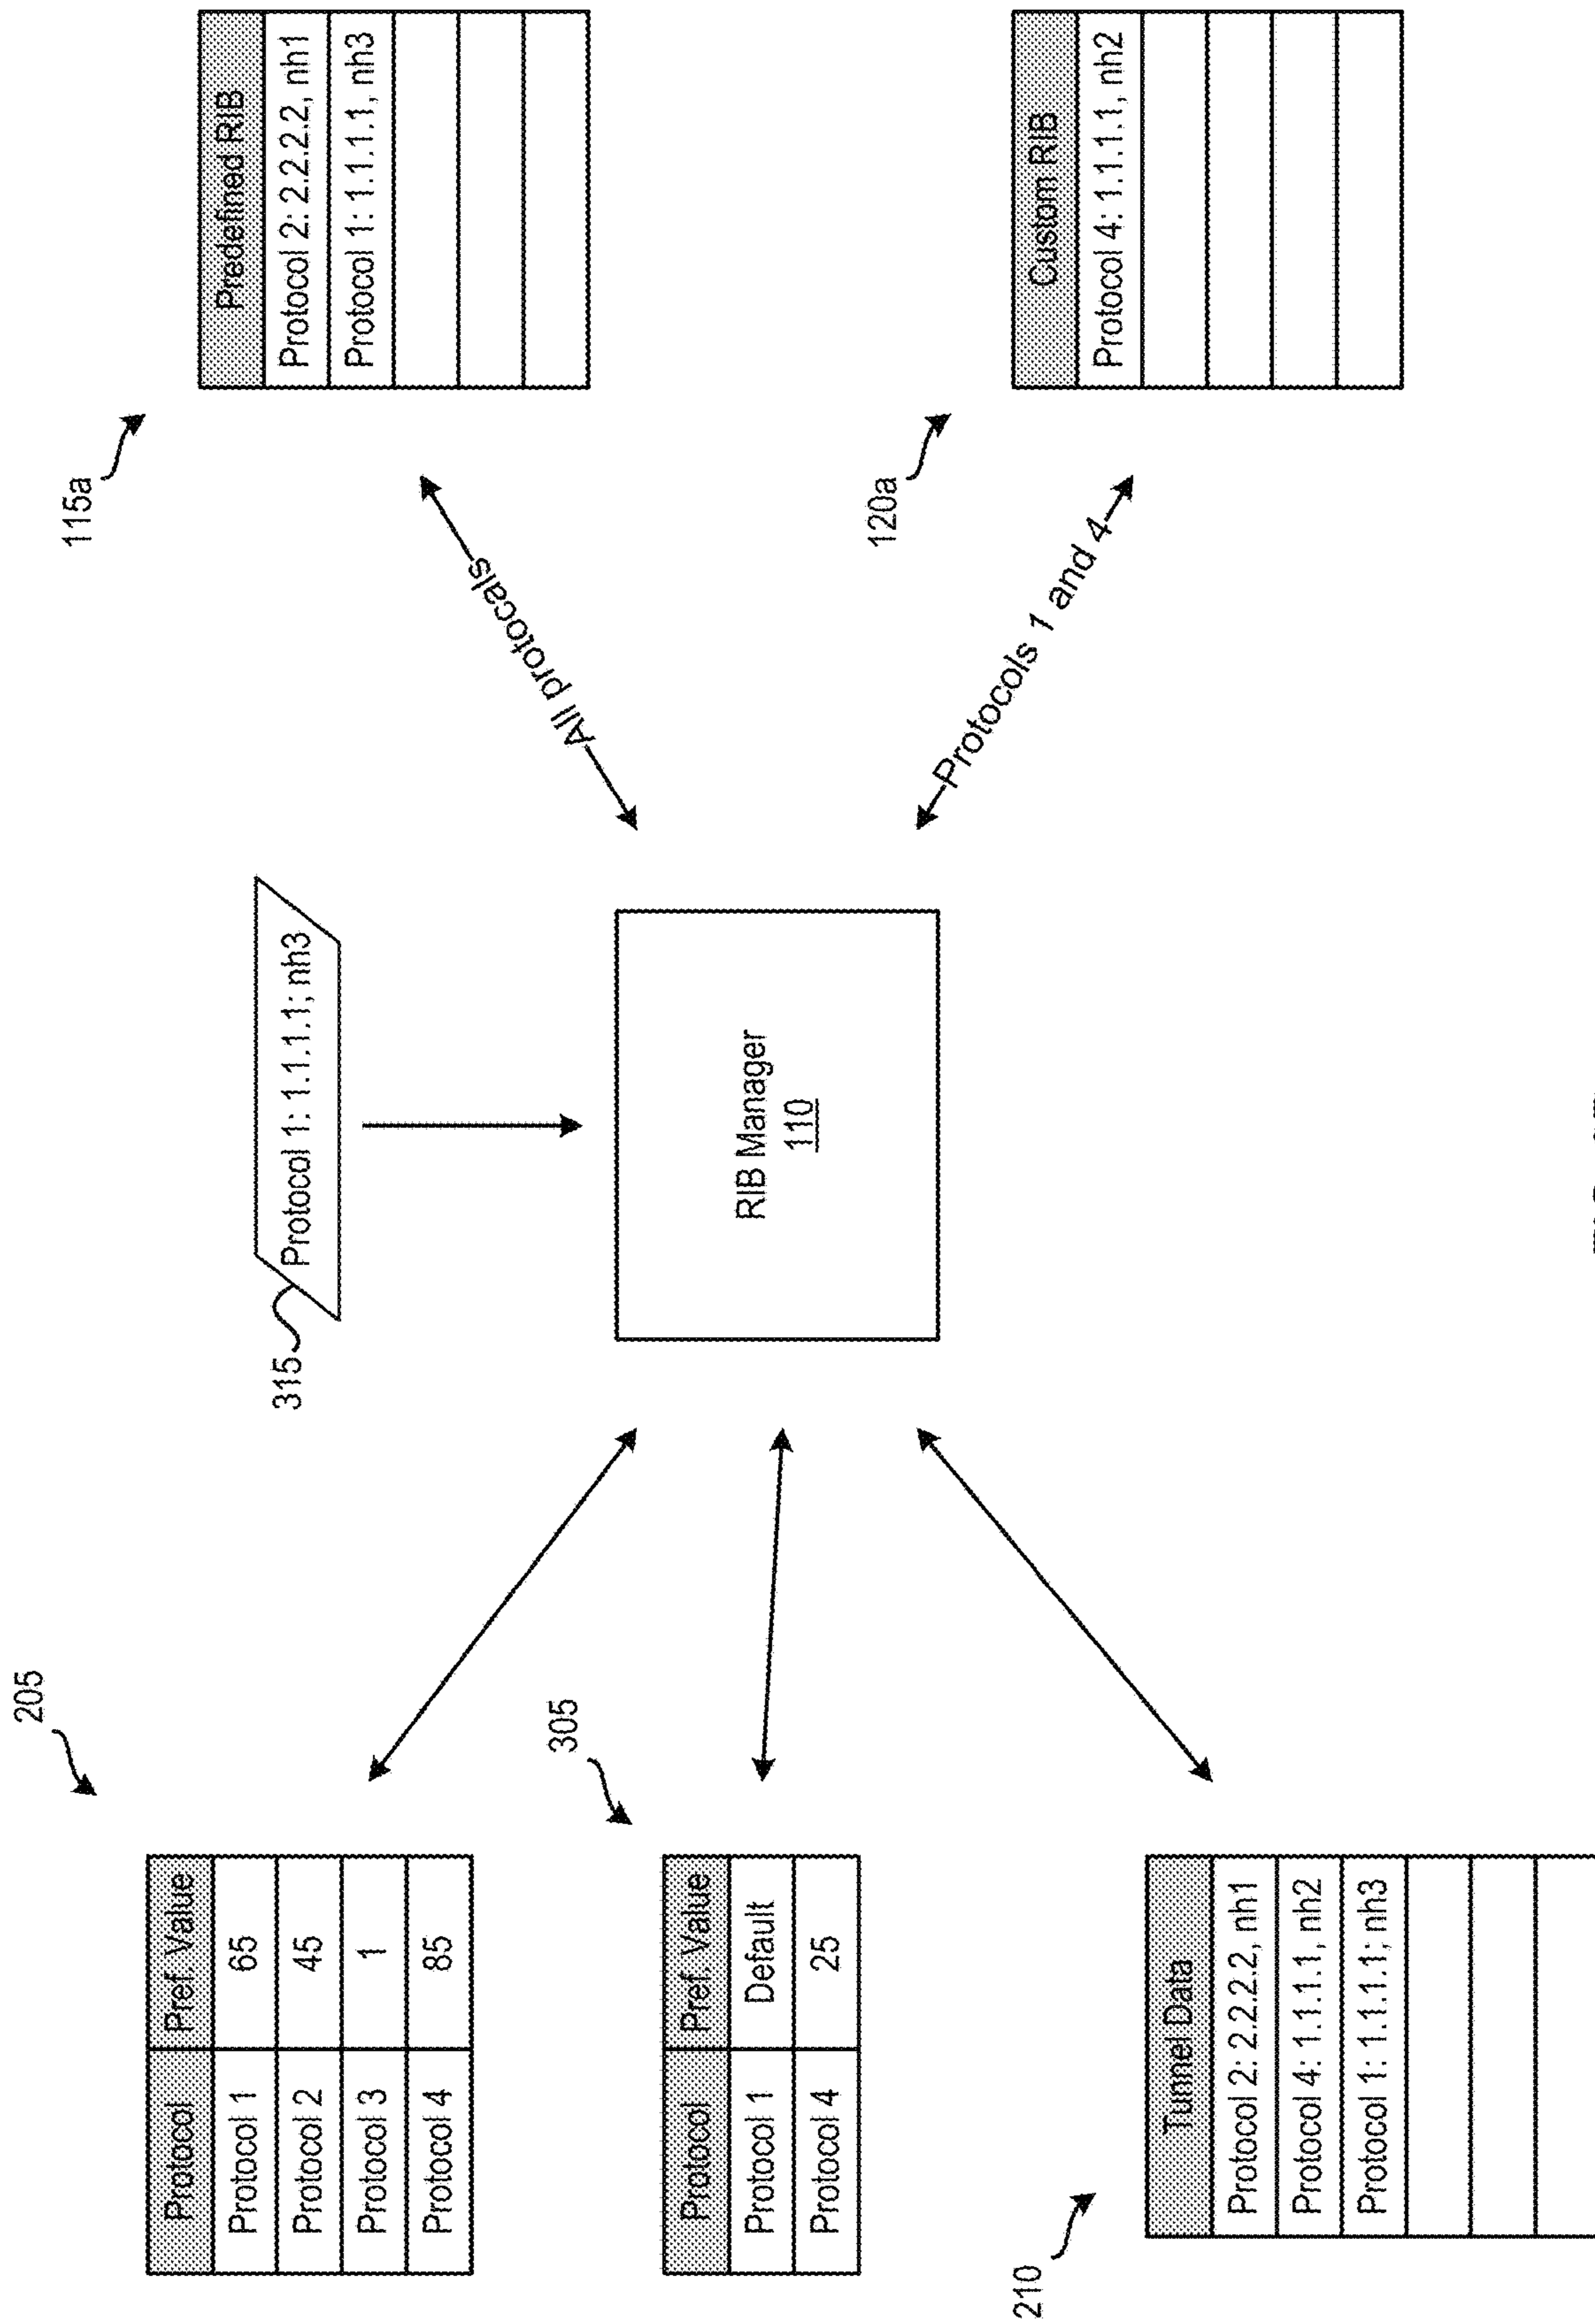 205
Protocol Pref. Value
Protocol 1 65
Protocol 2 45
Protocol 3 1
Protocol 4 85
305
Protocol Pref. Value
Protocol 1 Default
Protocol 4 25
210
Tunnel Data
Protocol 2: 2.2.2.2, nh1
Protocol 4: 1.1.1.1, nh2
Protocol 1: 1.1.1.1; nh3
315
Protocol 1: 1.1.1.1; nh3
RIB Manager
110
All protocals
Protocols 1 and 4
115a
Predefined RIB
Protocol 2: 2.2.2.2, nh1
Protocol 1: 1.1.1.1, nh3
120a
Custom RIB
Protocol 4: 1.1.1.1, nh2